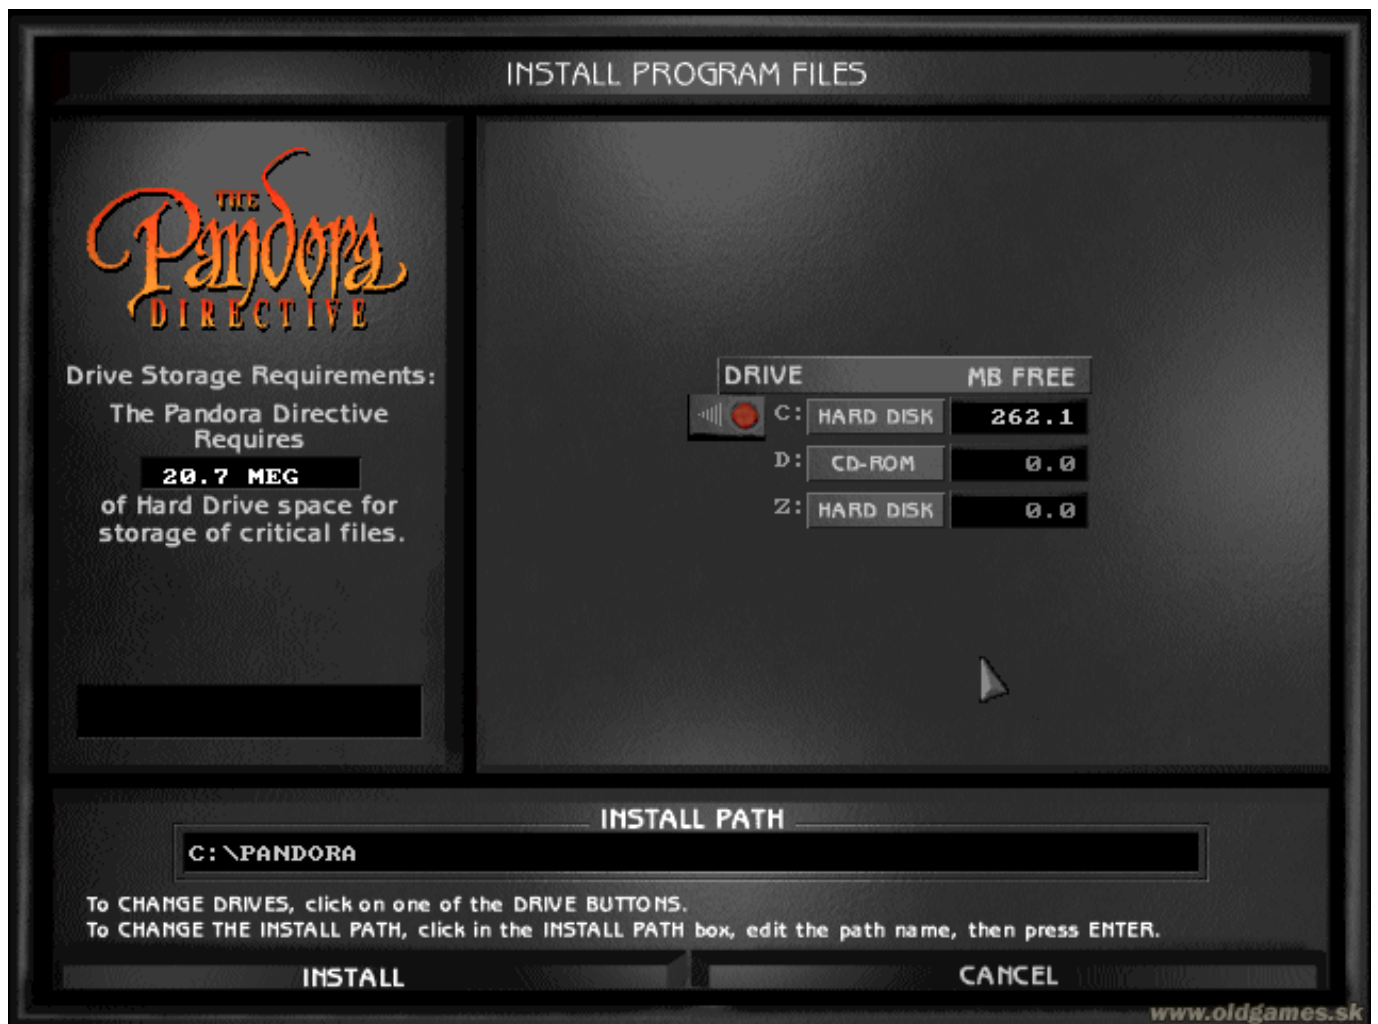 INSTALL PROGRAM FILES
THE
Pandora
DIRECTIVE
Drive Storage Requirements:
The Pandora Directive
Requires
20.7 MEG
of Hard Drive space for
storage of critical files.
DRIVE MB FREE
C: HARD DISK 262.1
D: CD-ROM 0.0
Z: HARD DISK 0.0
INSTALL PATH
C:\PANDORA
To CHANGE DRIVES, click on one of the DRIVE BUTTONS.
To CHANGE THE INSTALL PATH, click in the INSTALL PATH box, edit the path name, then press ENTER.
INSTALL CANCEL
www.oldgames.sk